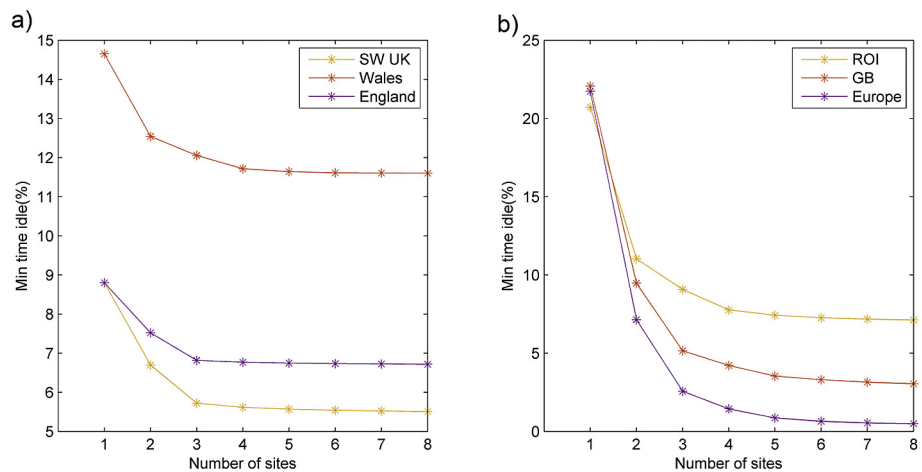 a)
15
14
13
12
11
10
9
8
7
6
5
Min time idle(%)
1 2 3 4 5 6 7 8
Number of sites
SW UK
Wales
England
b)
25
20
15
10
5
0
Min time idle(%)
1 2 3 4 5 6 7 8
Number of sites
ROI
GB
Europe